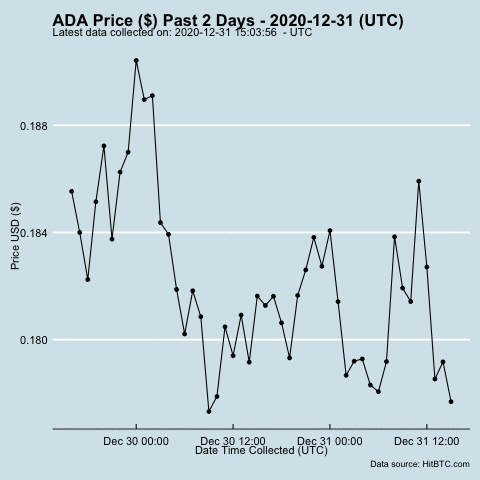 ADA Price ($) Past 2 Days - 2020-12-31 (UTC)
Latest data collected on: 2020-12-31 15:03:56  - UTC
0.188
0.184
0.180
Price USD ($)
Dec 30 00:00
Dec 30 12:00
Dec 31 00:00
Dec 31 12:00
Date Time Collected (UTC)
Data source: HitBTC.com